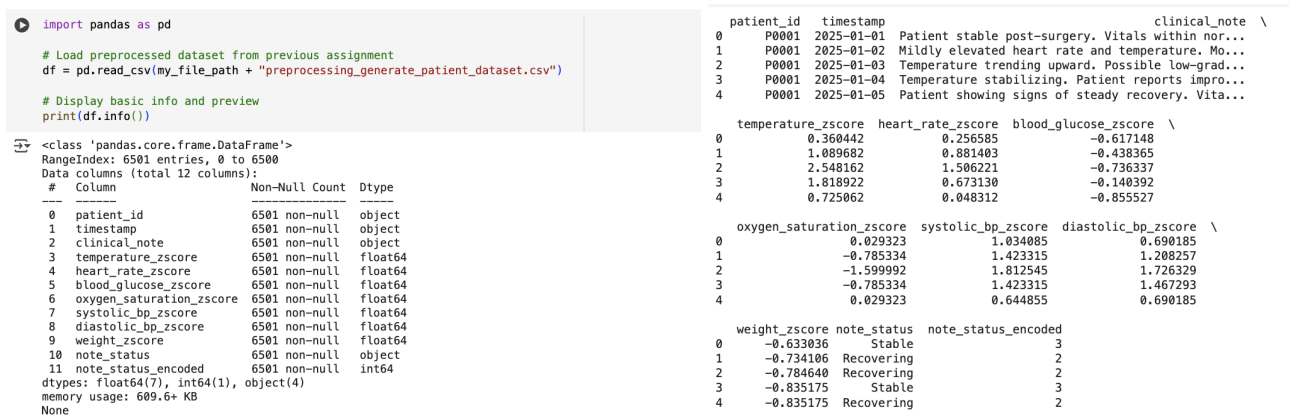 import pandas as pd
# Load preprocessed dataset from previous assignment
df = pd.read_csv(my_file_path + "preprocessing_generate_patient_dataset.csv")
# Display basic info and preview
print(df.info())
<class 'pandas.core.frame.DataFrame'>
RangeIndex: 6501 entries, 0 to 6500
Data columns (total 12 columns):
 #   Column                   Non-Null Count  Dtype
---  ------                   --------------  -----
 0   patient_id               6501 non-null   object
 1   timestamp                6501 non-null   object
 2   clinical_note            6501 non-null   object
 3   temperature_zscore       6501 non-null   float64
 4   heart_rate_zscore        6501 non-null   float64
 5   blood_glucose_zscore     6501 non-null   float64
 6   oxygen_saturation_zscore 6501 non-null   float64
 7   systolic_bp_zscore       6501 non-null   float64
 8   diastolic_bp_zscore      6501 non-null   float64
 9   weight_zscore            6501 non-null   float64
 10  note_status              6501 non-null   object
 11  note_status_encoded      6501 non-null   int64
dtypes: float64(7), int64(1), object(4)
memory usage: 609.6+ KB
None
  patient_id   timestamp                                      clinical_note  \
0      P0001  2025-01-01  Patient stable post-surgery. Vitals within nor...
1      P0001  2025-01-02  Mildly elevated heart rate and temperature. Mo...
2      P0001  2025-01-03  Temperature trending upward. Possible low-grad...
3      P0001  2025-01-04  Temperature stabilizing. Patient reports impro...
4      P0001  2025-01-05  Patient showing signs of steady recovery. Vita...
   temperature_zscore  heart_rate_zscore  blood_glucose_zscore  \
0            0.360442           0.256585             -0.617148
1            1.089682           0.881403             -0.438365
2            2.548162           1.506221             -0.736337
3            1.818922           0.673130             -0.140392
4            0.725062           0.048312             -0.855527
   oxygen_saturation_zscore  systolic_bp_zscore  diastolic_bp_zscore  \
0                  0.029323            1.034085             0.690185
1                 -0.785334            1.423315             1.208257
2                 -1.599992            1.812545             1.726329
3                 -0.785334            1.423315             1.467293
4                  0.029323            0.644855             0.690185
   weight_zscore note_status  note_status_encoded
0      -0.633036      Stable                    3
1      -0.734106  Recovering                    2
2      -0.784640  Recovering                    2
3      -0.835175      Stable                    3
4      -0.835175  Recovering                    2